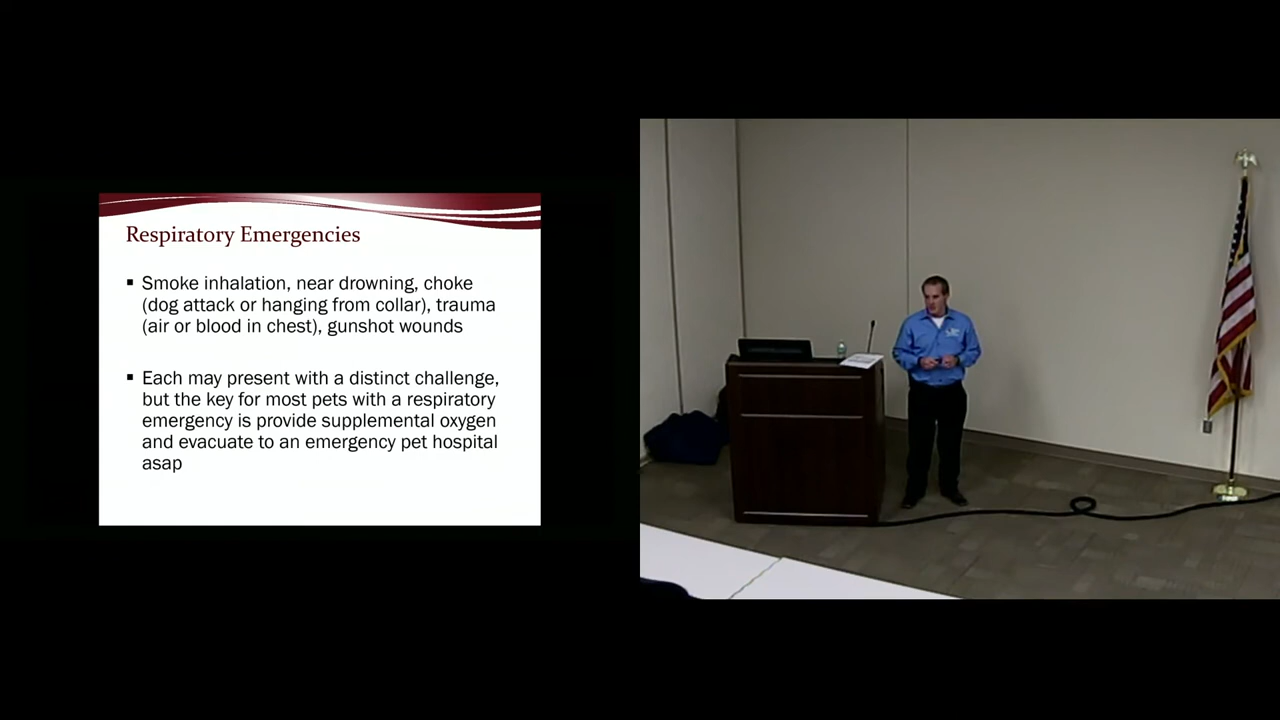 Respiratory Emergencies
▪ Smoke inhalation, near drowning, choke
(dog attack or hanging from collar), trauma
(air or blood in chest), gunshot wounds
▪ Each may present with a distinct challenge,
but the key for most pets with a respiratory
emergency is provide supplemental oxygen
and evacuate to an emergency pet hospital
asap